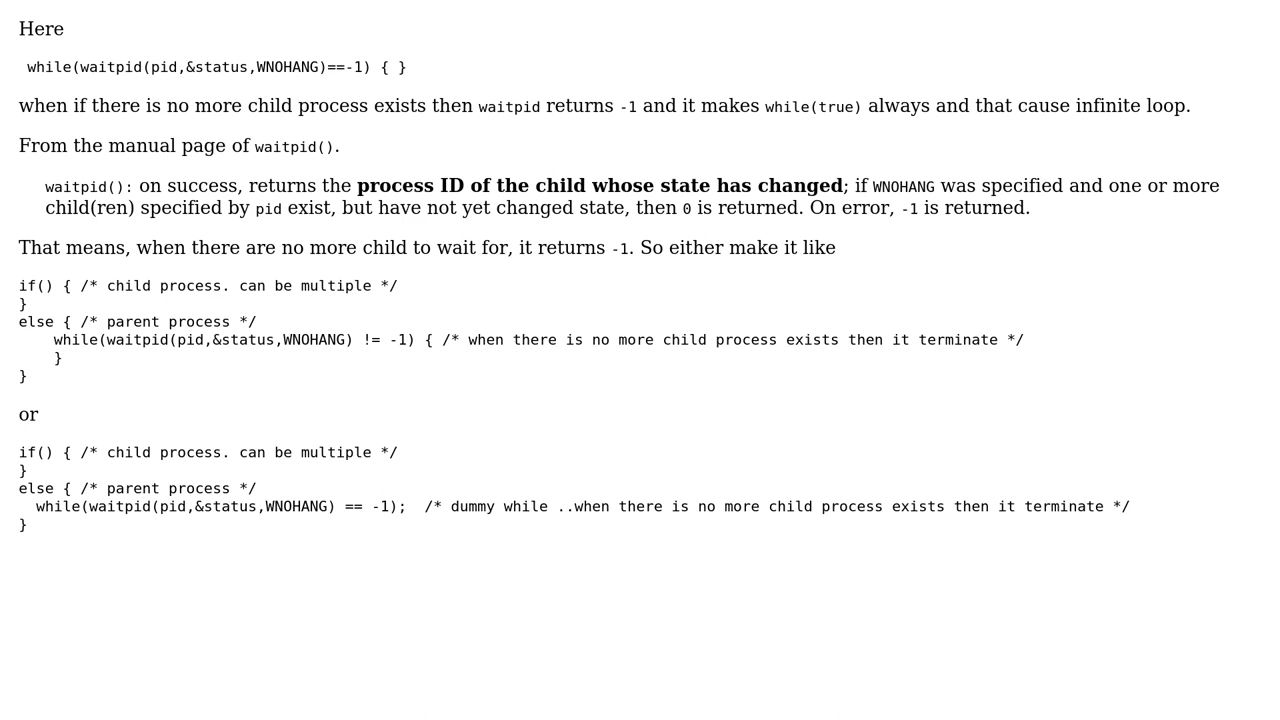 Here
while(waitpid(pid,&status,WNOHANG)==-1) { }
when if there is no more child process exists then waitpid returns -1 and it makes while(true) always and that cause infinite loop.
From the manual page of waitpid().
waitpid(): on success, returns the process ID of the child whose state has changed; if WNOHANG was specified and one or more
child(ren) specified by pid exist, but have not yet changed state, then 0 is returned. On error, -1 is returned.
That means, when there are no more child to wait for, it returns -1. So either make it like
if() { /* child process. can be multiple */
}
else { /* parent process */
    while(waitpid(pid,&status,WNOHANG) != -1) { /* when there is no more child process exists then it terminate */
    }
}
or
if() { /* child process. can be multiple */
}
else { /* parent process */
  while(waitpid(pid,&status,WNOHANG) == -1);  /* dummy while ..when there is no more child process exists then it terminate */
}